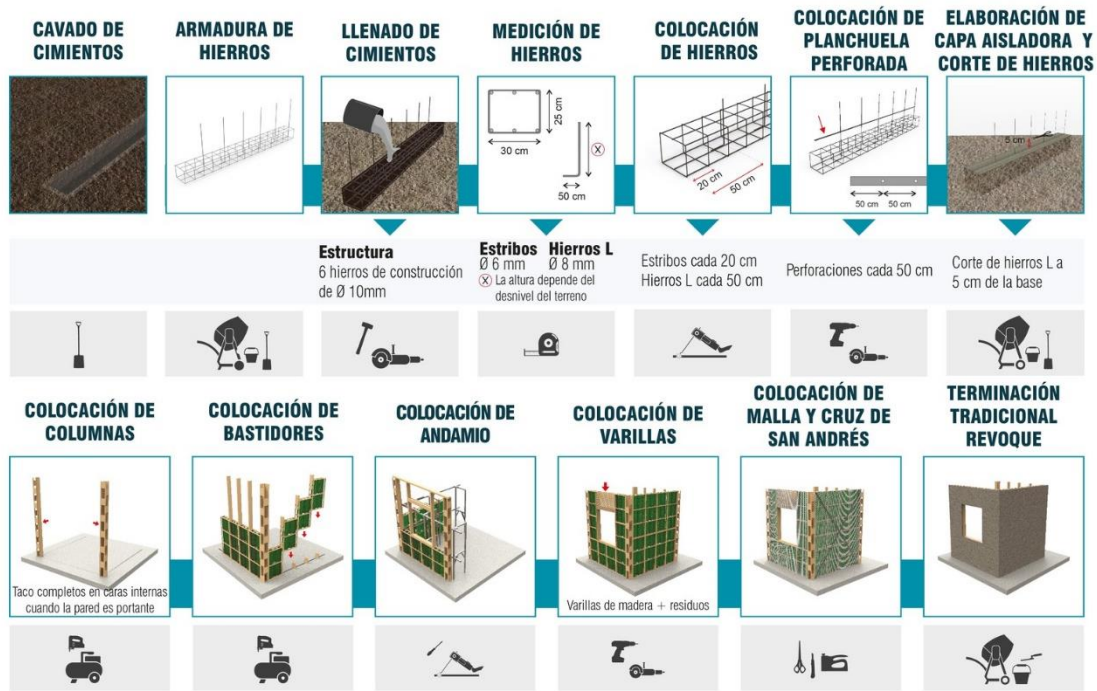 CAVADO DE
CIMIENTOS
ARMADURA DE
HIERROS
LLENADO DE
CIMIENTOS
MEDICIÓN DE
HIERROS
COLOCACIÓN
DE HIERROS
COLOCACIÓN DE
PLANCHUELA
PERFORADA
ELABORACIÓN DE
CAPA AISLADORA Y
CORTE DE HIERROS
25 cm
30 cm
X
50 cm
20 cm
50 cm
50 cm 50 cm
5 cm
Estructura
6 hierros de construcción
de Ø 10mm
Estribos Hierros L
Ø 6 mm Ø 8 mm
X La altura depende del
desnivel del terreno
Estribos cada 20 cm
Hierros L cada 50 cm
Perforaciones cada 50 cm
Corte de hierros L a
5 cm de la base
COLOCACIÓN DE
COLUMNAS
COLOCACIÓN DE
BASTIDORES
COLOCACIÓN DE
ANDAMIO
COLOCACIÓN DE
VARILLAS
COLOCACIÓN DE
MALLA Y CRUZ DE
SAN ANDRÉS
TERMINACIÓN
TRADICIONAL
REVOQUE
Taco completos en caras internas
cuando la pared es portante
Varillas de madera + residuos